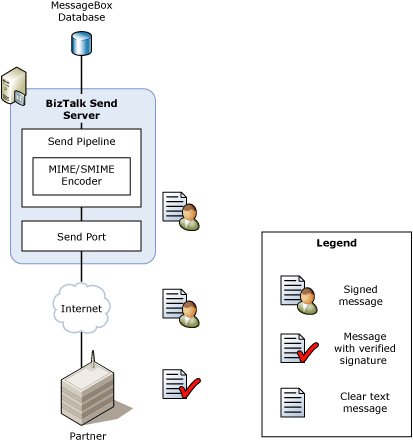 MessageBox
Database
BizTalk Send
Server
Send Pipeline
MIME/SMIME
Encoder
Send Port
Internet
Partner
Legend
Signed
message
Message
with verified
signature
Clear text
message